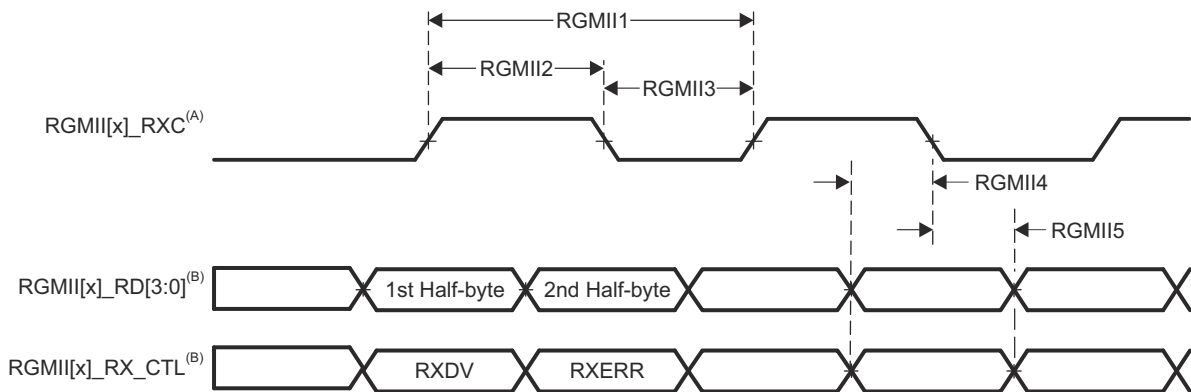 RGMII1
RGMII2
RGMII3
RGMII[x]_RXC(A)
RGMII4
RGMII5
RGMII[x]_RD[3:0](B)
1st Half-byte
2nd Half-byte
RGMII[x]_RX_CTL(B)
RXDV
RXERR